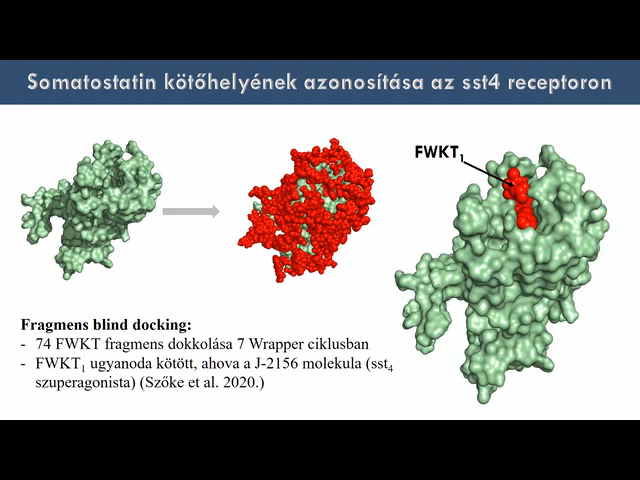 Somatostatin kötőhelyének azonosítása az sst4 receptoron
FWKT₁
Fragmens blind docking:
- 74 FWKT fragmens dokkolása 7 Wrapper ciklusban
- FWKT₁ ugyanoda kötött, ahova a J-2156 molekula (sst₄
szuperagonista) (Szőke et al. 2020.)